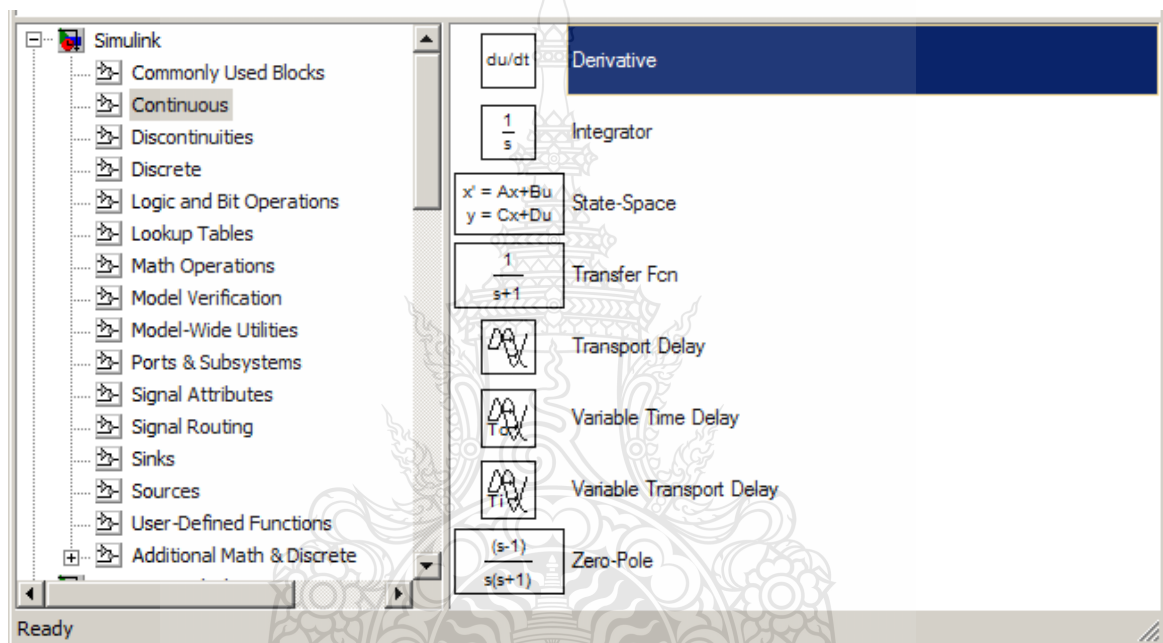 Simulink
Commonly Used Blocks
Continuous
Discontinuities
Discrete
Logic and Bit Operations
Lookup Tables
Math Operations
Model Verification
Model-Wide Utilities
Ports & Subsystems
Signal Attributes
Signal Routing
Sinks
Sources
User-Defined Functions
Additional Math & Discrete
du/dt
Derivative
1
s
Integrator
x' = Ax+Bu
y = Cx+Du
State-Space
1
s+1
Transfer Fcn
Transport Delay
To
Variable Time Delay
Ti
Variable Transport Delay
(s-1)
s(s+1)
Zero-Pole
Ready